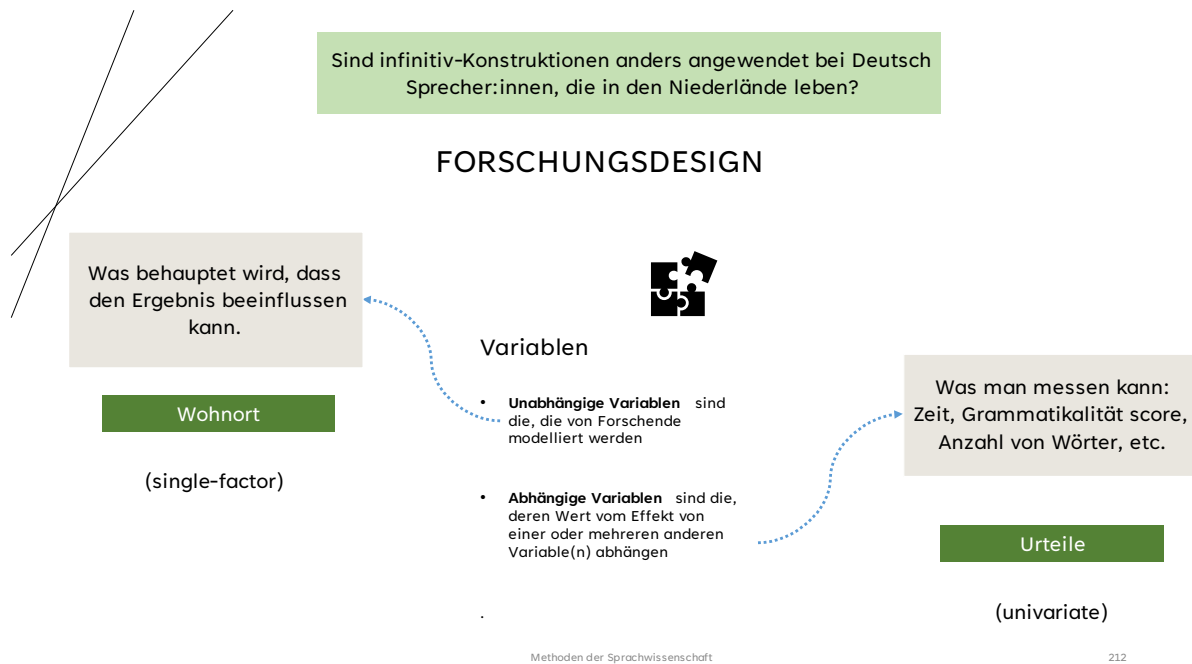 Sind infinitiv-Konstruktionen anders angewendet bei Deutsch
Sprecher:innen, die in den Niederlände leben?
FORSCHUNGSDESIGN
Was behauptet wird, dass
den Ergebnis beeinflussen
kann.
Wohnort
(single-factor)
Variablen
• Unabhängige Variablen sind
die, die von Forschende
modelliert werden
• Abhängige Variablen sind die,
deren Wert vom Effekt von
einer oder mehreren anderen
Variable(n) abhängen
.
Was man messen kann:
Zeit, Grammatikalität score,
Anzahl von Wörter, etc.
Urteile
(univariate)
Methoden der Sprachwissenschaft
212